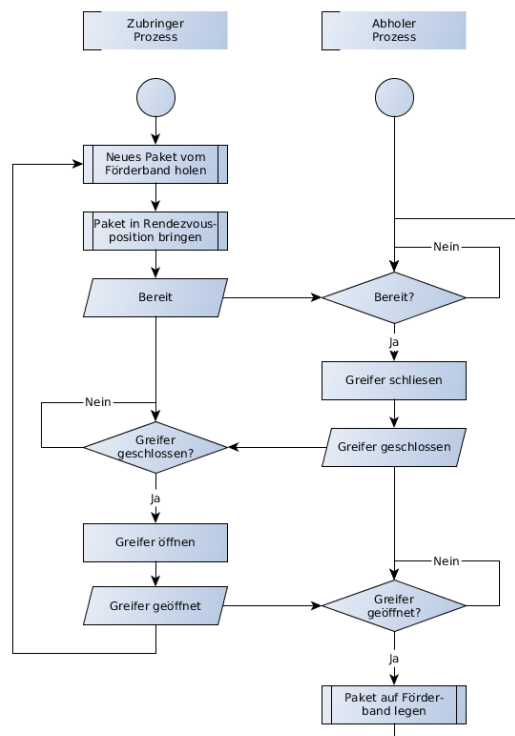 Zubringer
Prozess
Abholer
Prozess
Neues Paket vom
Förderband holen
Paket in Rendezvous-
position bringen
Nein
Bereit
Bereit?
Ja
Greifer schliesen
Nein
Greifer
geschlossen?
Greifer geschlossen
Ja
Greifer öffnen
Nein
Greifer geöffnet
Greifer
geöffnet?
Ja
Paket auf Förder-
band legen